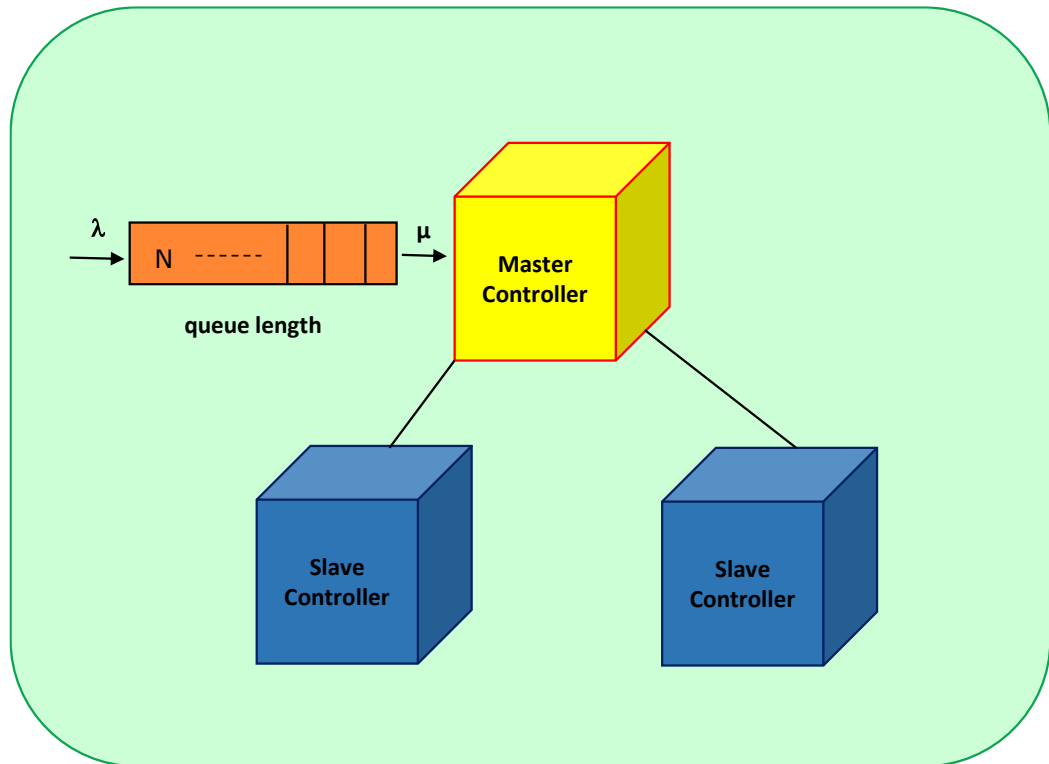 λ
N ------
μ
queue length
Master
Controller
Slave
Controller
Slave
Controller